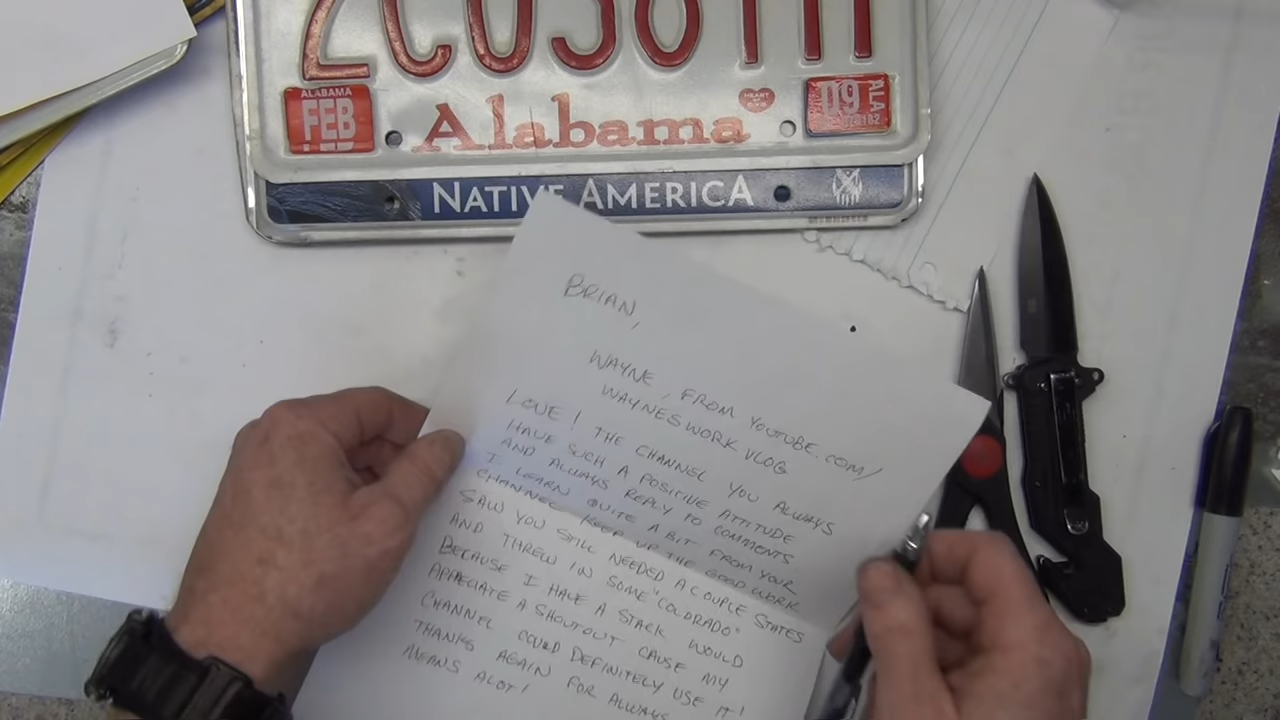 ALABAMA
FEB
Alabama
HEART OF DIXIE
09
ALA
NATIVE AMERICA
BRIAN,
WAYNE, FROM YOUTUBE.COM/
WAYNESWORKVLOG
LOVE! THE CHANNEL YOU ALWAYS
HAVE SUCH A POSITIVE ATTITUDE
AND ALWAYS REPLY TO COMMENTS
I LEARN QUITE A BIT FROM YOUR
CHANNEL KEEP UP THE GOOD WORK
SAW YOU STILL NEEDED A COUPLE STATES
AND THREW IN SOME "COLORADO"
BECAUSE I HAVE A STACK WOULD
APPRECIATE A SHOUTOUT CAUSE MY
CHANNEL COULD DEFINITELY USE IT!
THANKS AGAIN FOR ALWAYS
MEANS ALOT!